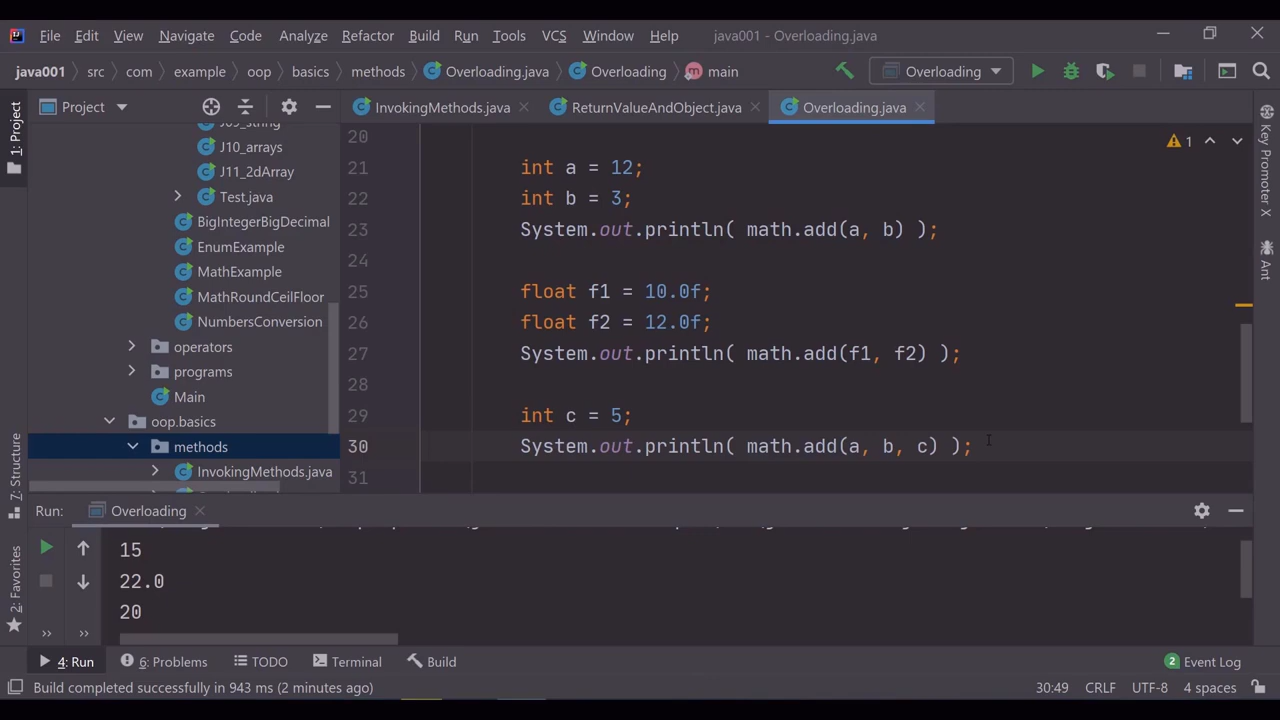 File Edit View Navigate Code Analyze Refactor Build Run Tools VCS Window Help java001 - Overloading.java
java001 src com example oop basics methods Overloading.java Overloading main Overloading
1: Project
Project
InvokingMethods.java ReturnValueAndObject.java Overloading.java
J09_string
J10_arrays
J11_2dArray
Test.java
BigIntegerBigDecimal
EnumExample
MathExample
MathRoundCeilFloor
NumbersConversion
operators
programs
Main
oop.basics
methods
InvokingMethods.java
20
21 int a = 12;
22 int b = 3;
23 System.out.println( math.add(a, b) );
24
25 float f1 = 10.0f;
26 float f2 = 12.0f;
27 System.out.println( math.add(f1, f2) );
28
29 int c = 5;
30 System.out.println( math.add(a, b, c) );
31
1
Key Promoter X
Ant
7: Structure
2: Favorites
Run: Overloading
15
22.0
20
4: Run 6: Problems TODO Terminal Build 2 Event Log
Build completed successfully in 943 ms (2 minutes ago) 30:49 CRLF UTF-8 4 spaces